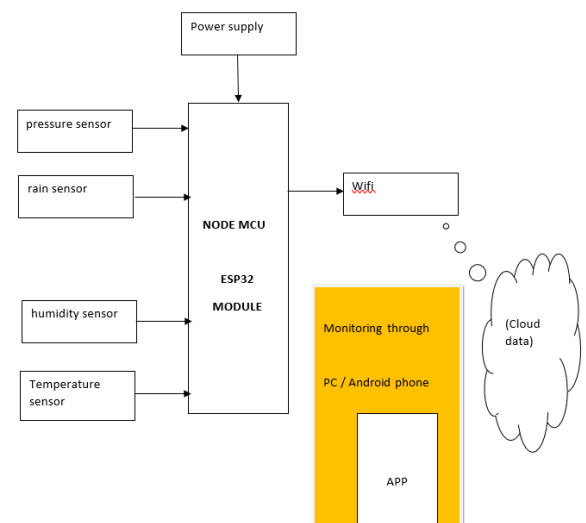 Power supply
pressure sensor
rain sensor
Wifi
NODE MCU
ESP32
MODULE
humidity sensor
Temperature
sensor
Monitoring through
PC / Android phone
APP
(Cloud
data)